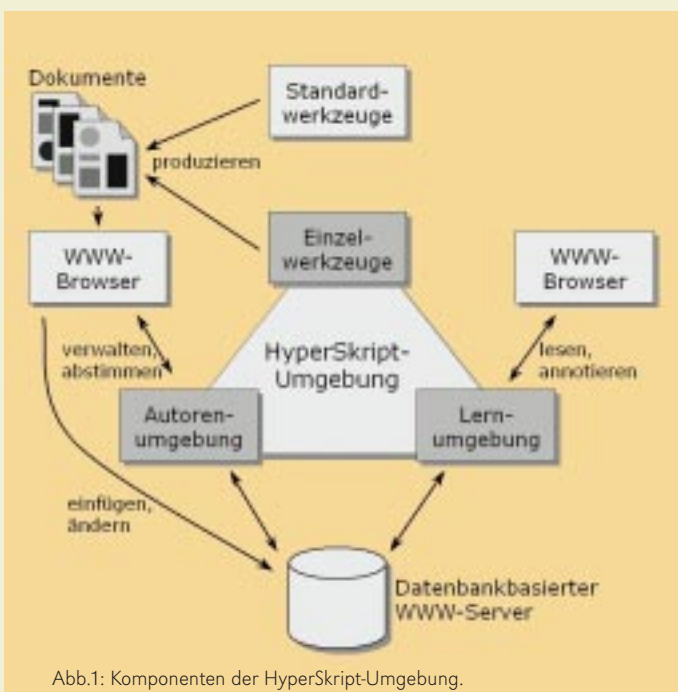 Dokumente
Standard-
werkzeuge
produzieren
Einzel-
werkzeuge
WWW-
Browser
WWW-
Browser
verwalten,
abstimmen
HyperSkript-
Umgebung
lesen,
annotieren
Autoren-
umgebung
Lern-
umgebung
einfügen,
ändern
Datenbankbasierter
WWW-Server
Abb.1: Komponenten der HyperSkript-Umgebung.